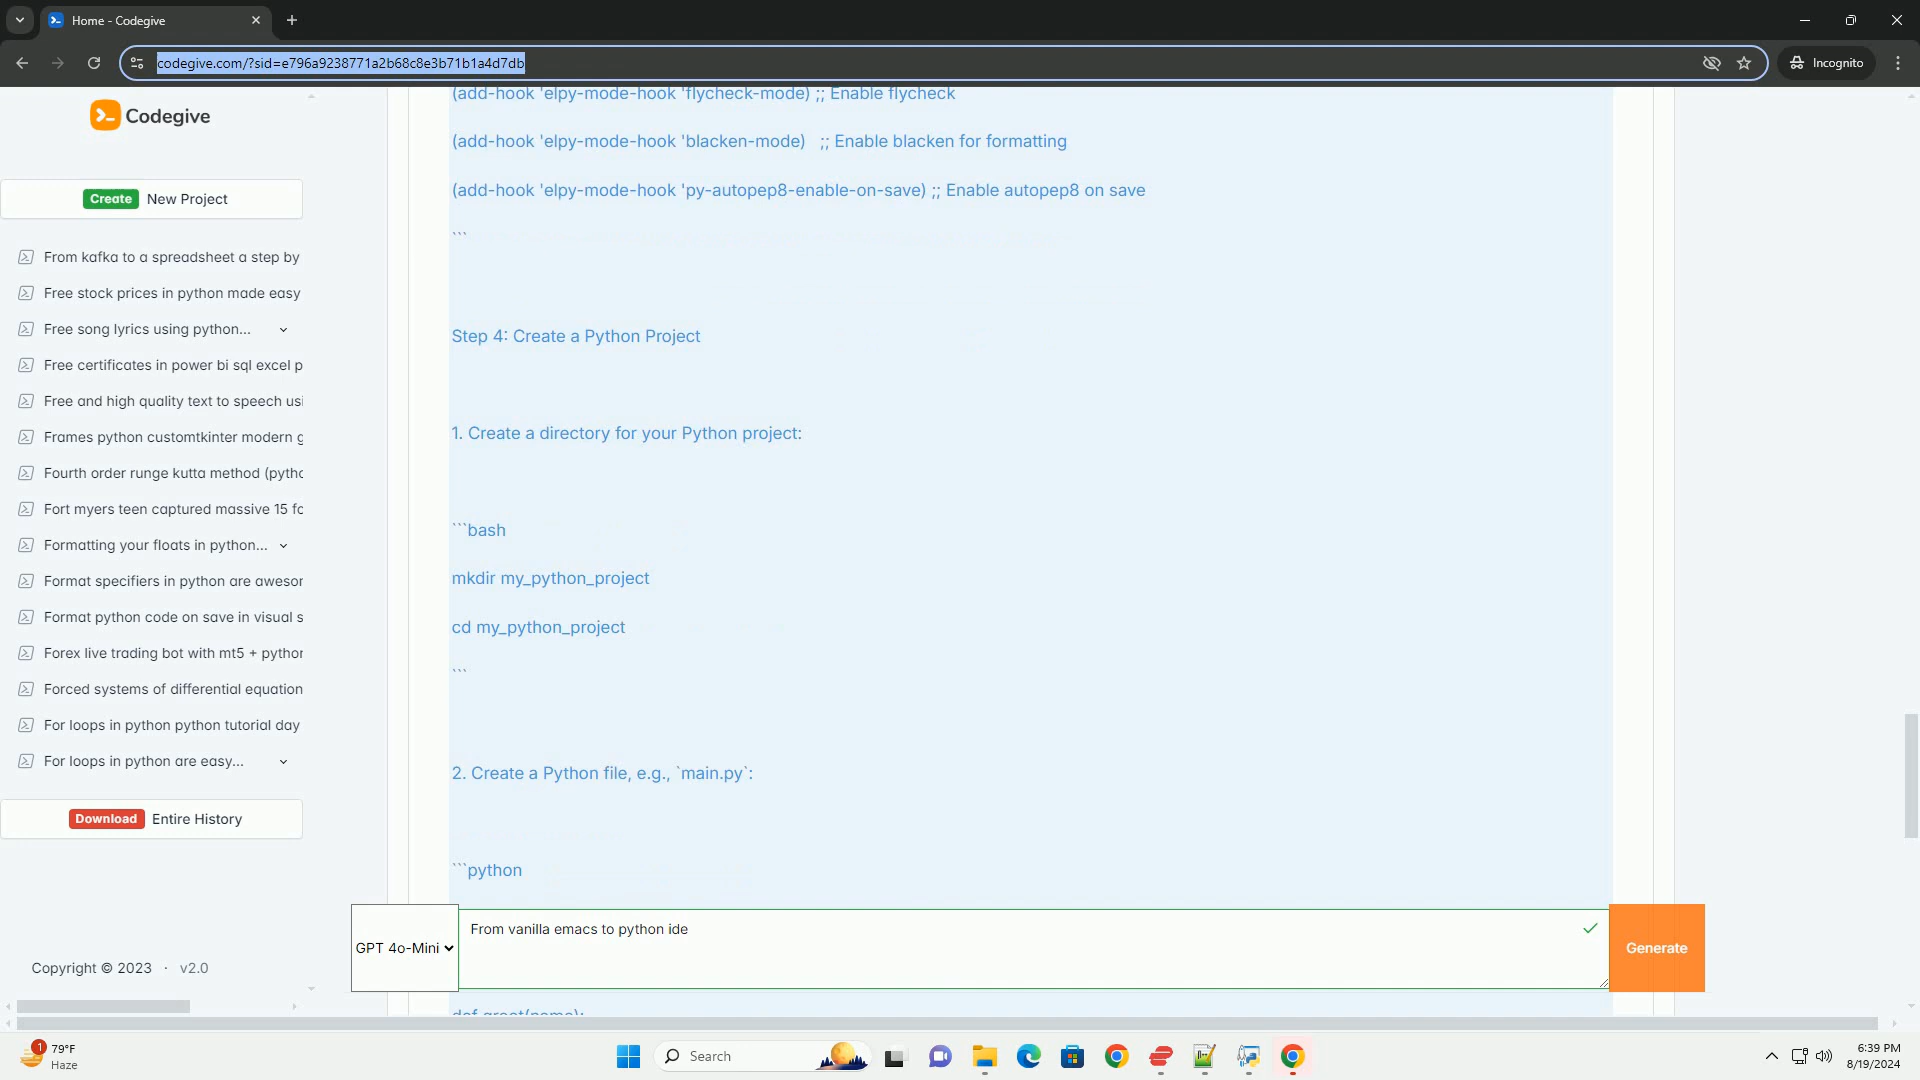 Home - Codegive
codegive.com/?sid=e796a9238771a2b68c8e3b71b1a4d7db
Incognito
Codegive
Create New Project
From kafka to a spreadsheet a step by
Free stock prices in python made easy
Free song lyrics using python...
Free certificates in power bi sql excel p
Free and high quality text to speech usi
Frames python customtkinter modern g
Fourth order runge kutta method (pytho
Fort myers teen captured massive 15 fo
Formatting your floats in python...
Format specifiers in python are awesom
Format python code on save in visual s
Forex live trading bot with mt5 + python
Forced systems of differential equation
For loops in python python tutorial day
For loops in python are easy...
Download Entire History
Copyright © 2023 · v2.0
(add-hook 'elpy-mode-hook 'flycheck-mode) ;; Enable flycheck
(add-hook 'elpy-mode-hook 'blacken-mode) ;; Enable blacken for formatting
(add-hook 'elpy-mode-hook 'py-autopep8-enable-on-save) ;; Enable autopep8 on save
```
Step 4: Create a Python Project
1. Create a directory for your Python project:
```bash
mkdir my_python_project
cd my_python_project
```
2. Create a Python file, e.g., `main.py`:
```python
GPT 4o-Mini
From vanilla emacs to python ide
Generate
def greet(name):
1
79°F
Haze
Search
6:39 PM
8/19/2024